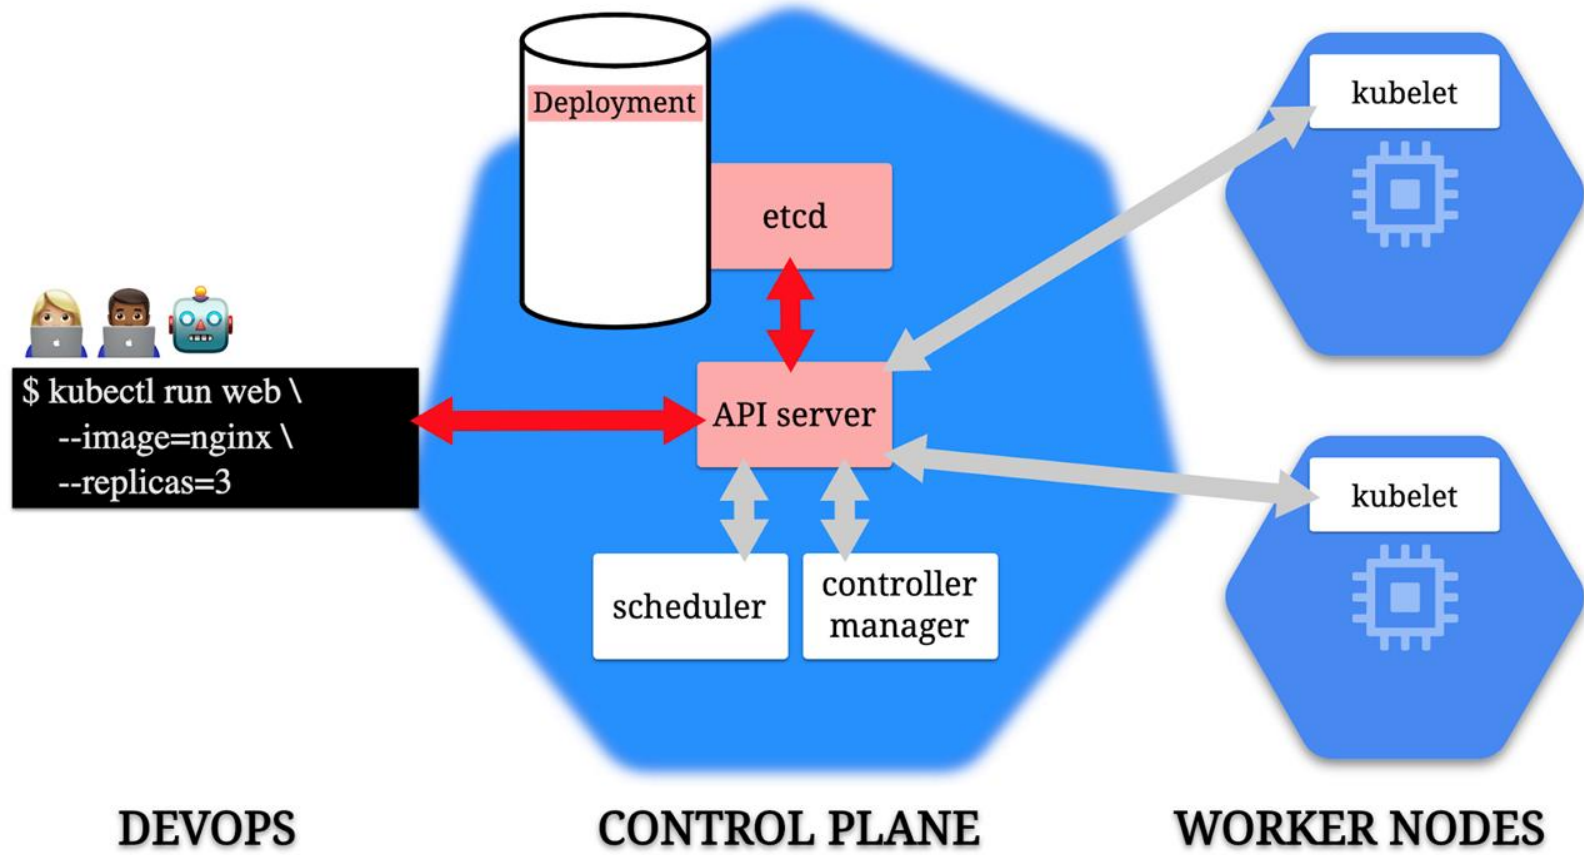 Deployment
etcd
$ kubectl run web \
--image=nginx \
--replicas=3
API server
scheduler
controller
manager
kubelet
kubelet
DEVOPS
CONTROL PLANE
WORKER NODES